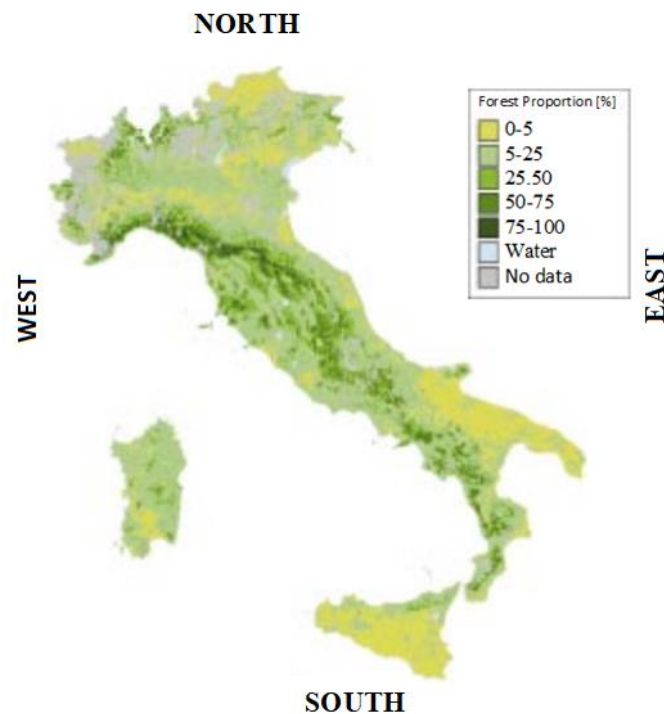 NORTH
Forest Proportion [%]
0-5
5-25
25.50
50-75
75-100
Water
No data
WEST
EAST
SOUTH